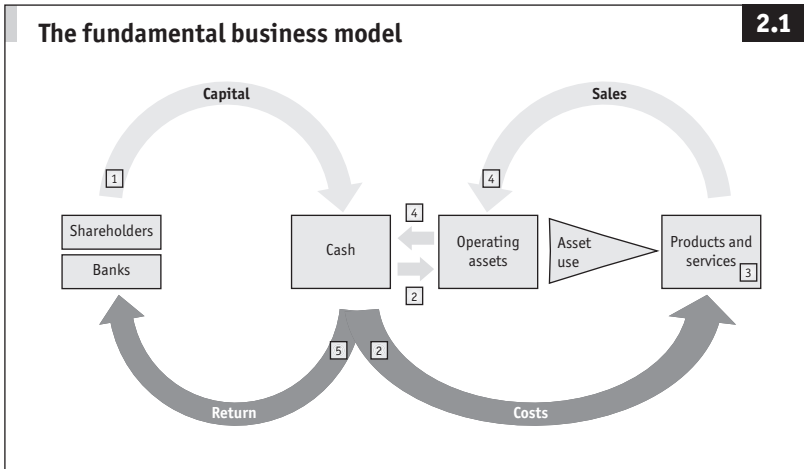 The fundamental business model
2.1
Capital
Sales
1
4
Shareholders
Banks
Cash
4
2
Operating
assets
Asset
use
Products and
services
3
5
2
Return
Costs